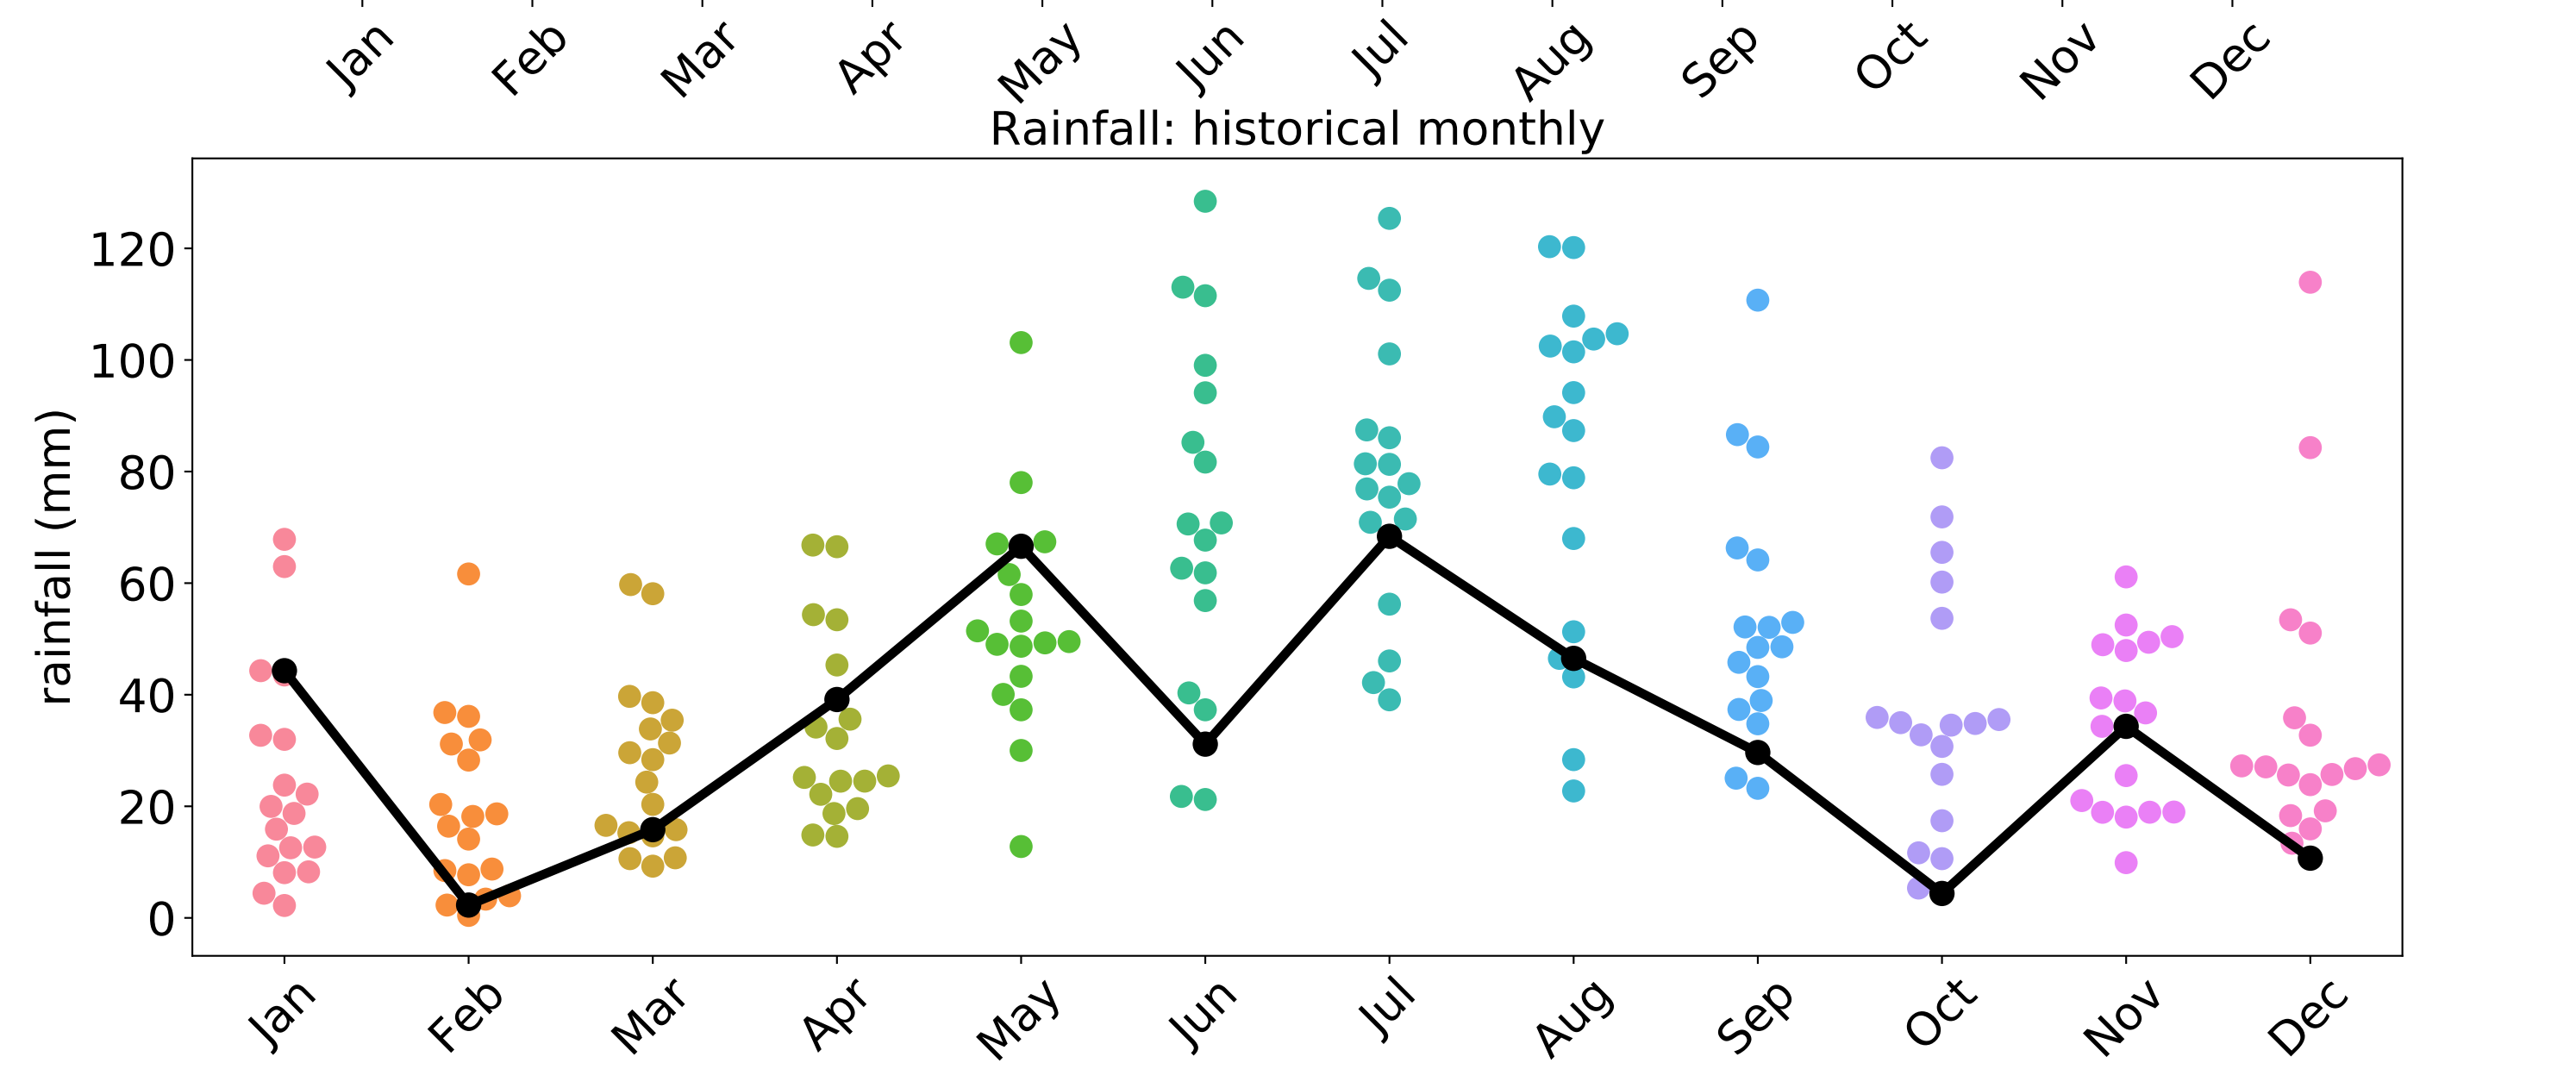 Jan Feb Mar Apr May Jun Jul Aug Sep Oct Nov Dec
Rainfall: historical monthly
rainfall (mm)
120
100
80
60
40
20
0
Jan Feb Mar Apr May Jun Jul Aug Sep Oct Nov Dec